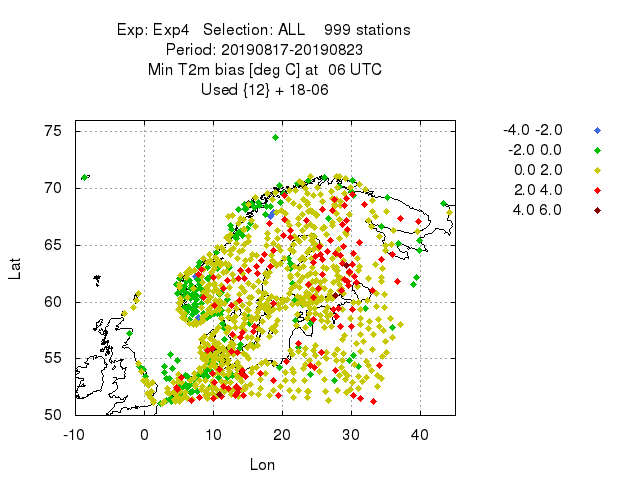 Exp: Exp4 Selection: ALL 999 stations
Period: 20190817-20190823
Min T2m bias [deg C] at 06 UTC
Used {12} + 18-06
-4.0 -2.0
-2.0 0.0
0.0 2.0
2.0 4.0
4.0 6.0
75
70
65
60
55
50
Lat
-10 0 10 20 30 40
Lon